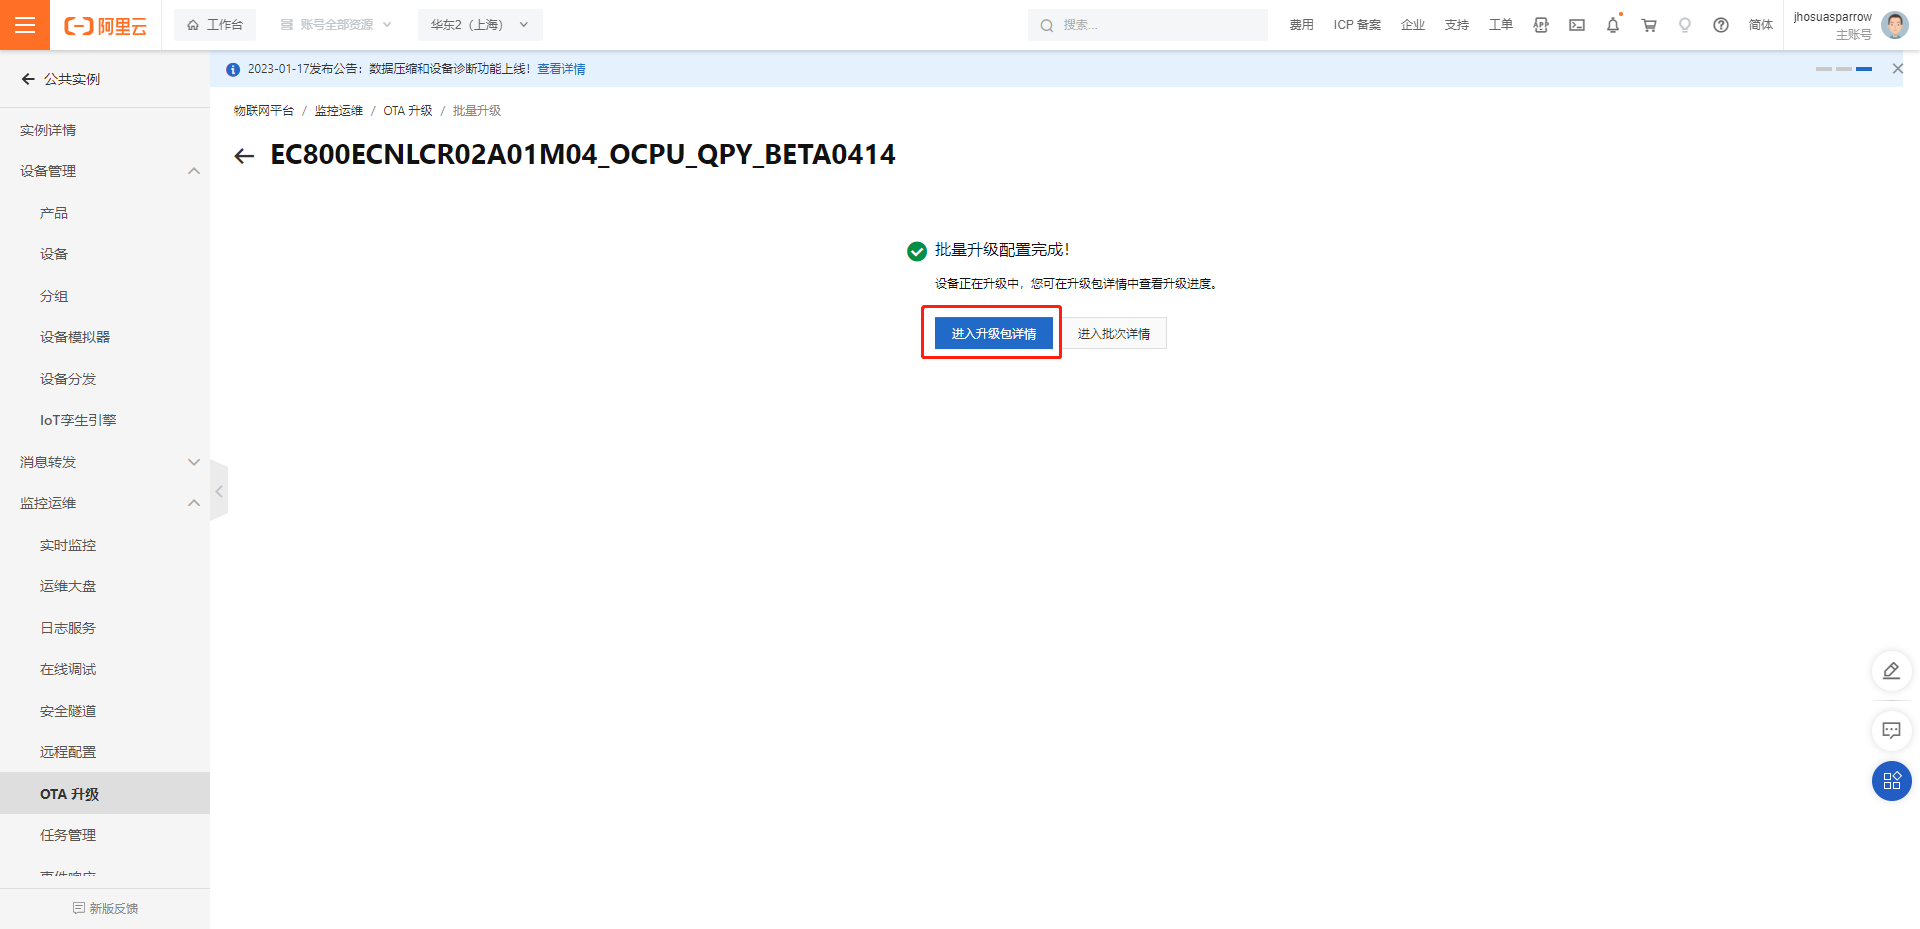 阿里云
工作台
账号全部资源
华东2（上海）
搜索...
费用
ICP 备案
企业
支持
工单
简体
jhosuasparrow
主账号
公共实例
2023-01-17发布公告：数据压缩和设备诊断功能上线！查看详情
物联网平台 / 监控运维 / OTA 升级 / 批量升级
EC800ECNLCR02A01M04_OCPU_QPY_BETA0414
批量升级配置完成！
设备正在升级中，您可在升级包详情中查看升级进度。
进入升级包详情
进入批次详情
实例详情
设备管理
产品
设备
分组
设备模拟器
设备分发
IoT孪生引擎
消息转发
监控运维
实时监控
运维大盘
日志服务
在线调试
安全隧道
远程配置
OTA 升级
任务管理
事件响应
新版反馈